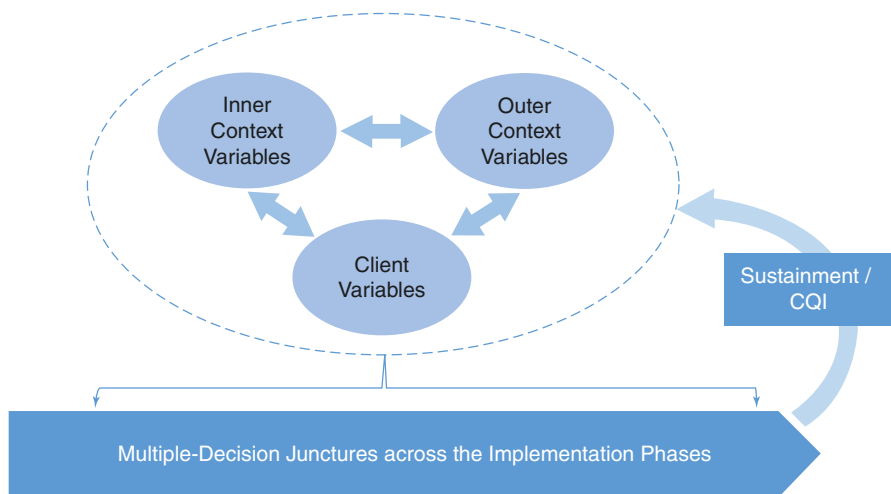 Inner
Context
Variables
Outer
Context
Variables
Client
Variables
Sustainment /
CQI
Multiple-Decision Junctures across the Implementation Phases